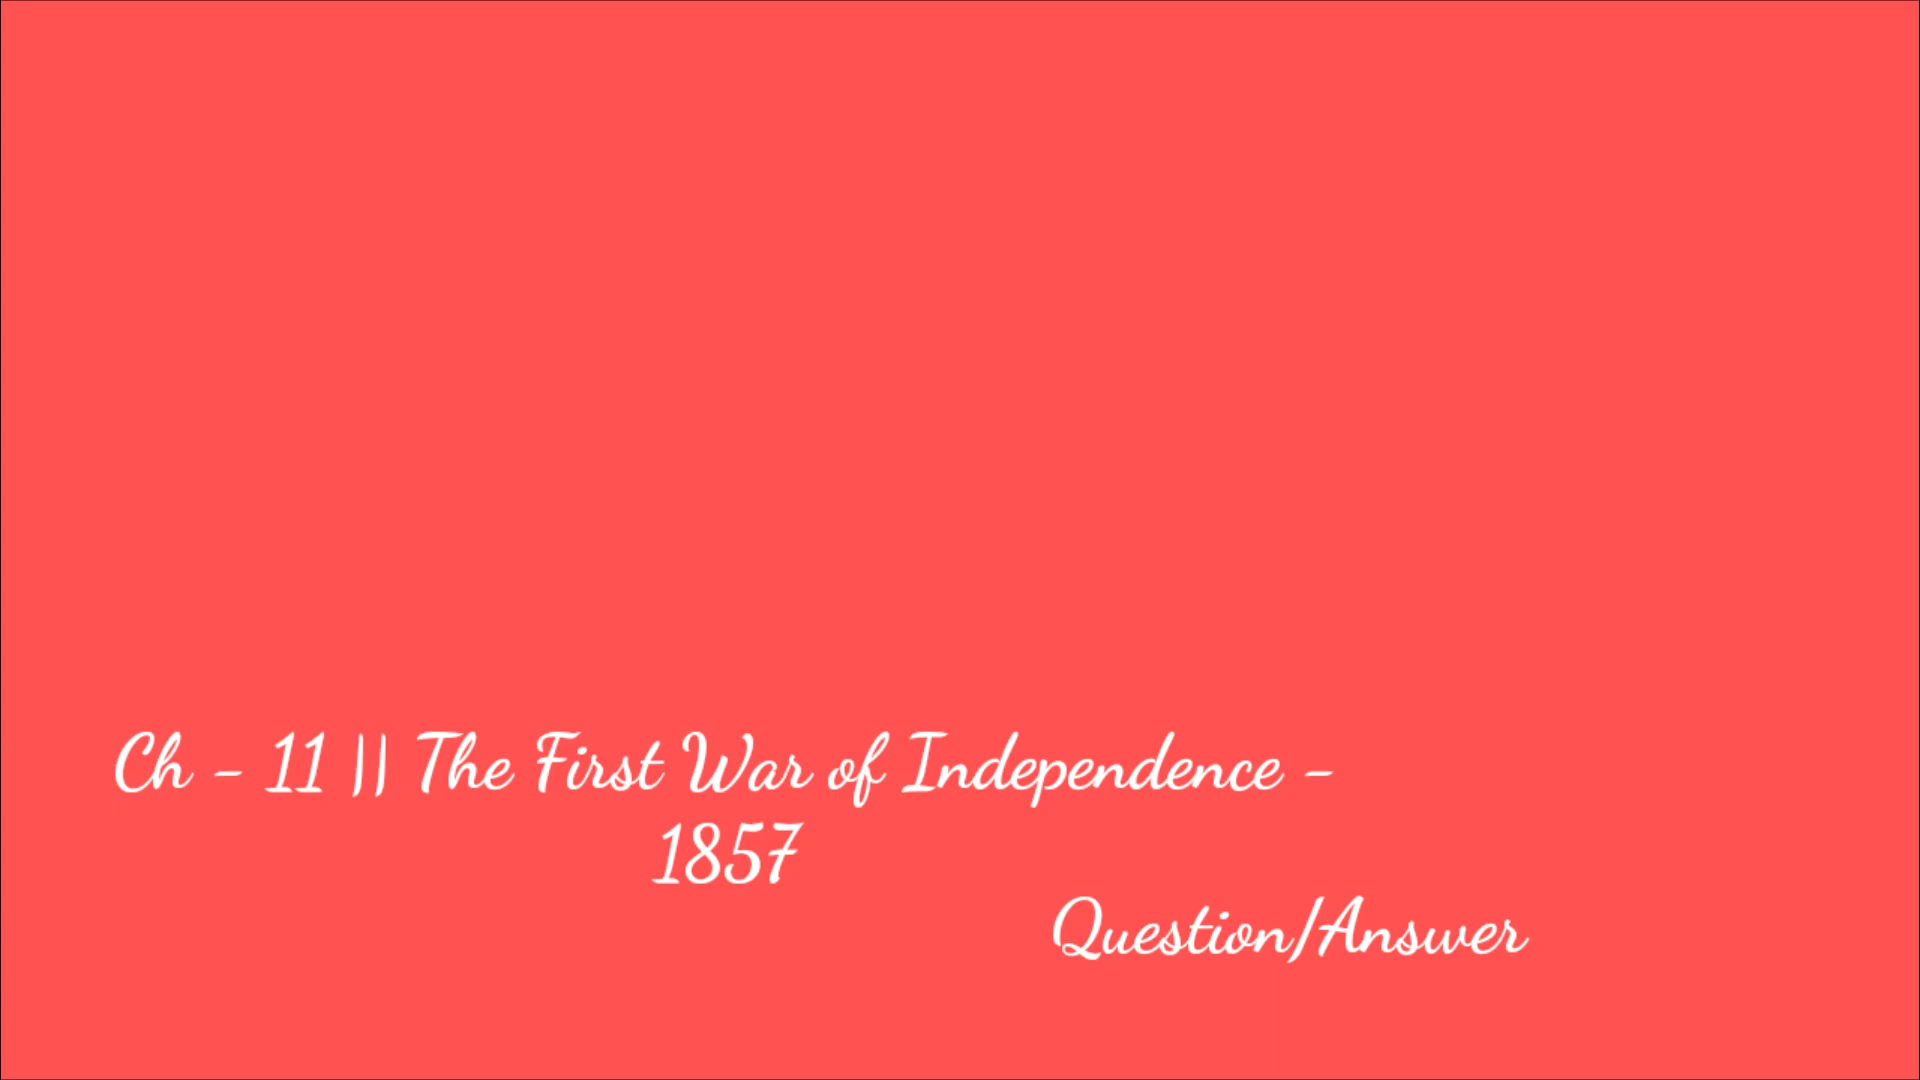 Ch - 11 || The First War of Independence -
1857
Question/Answer